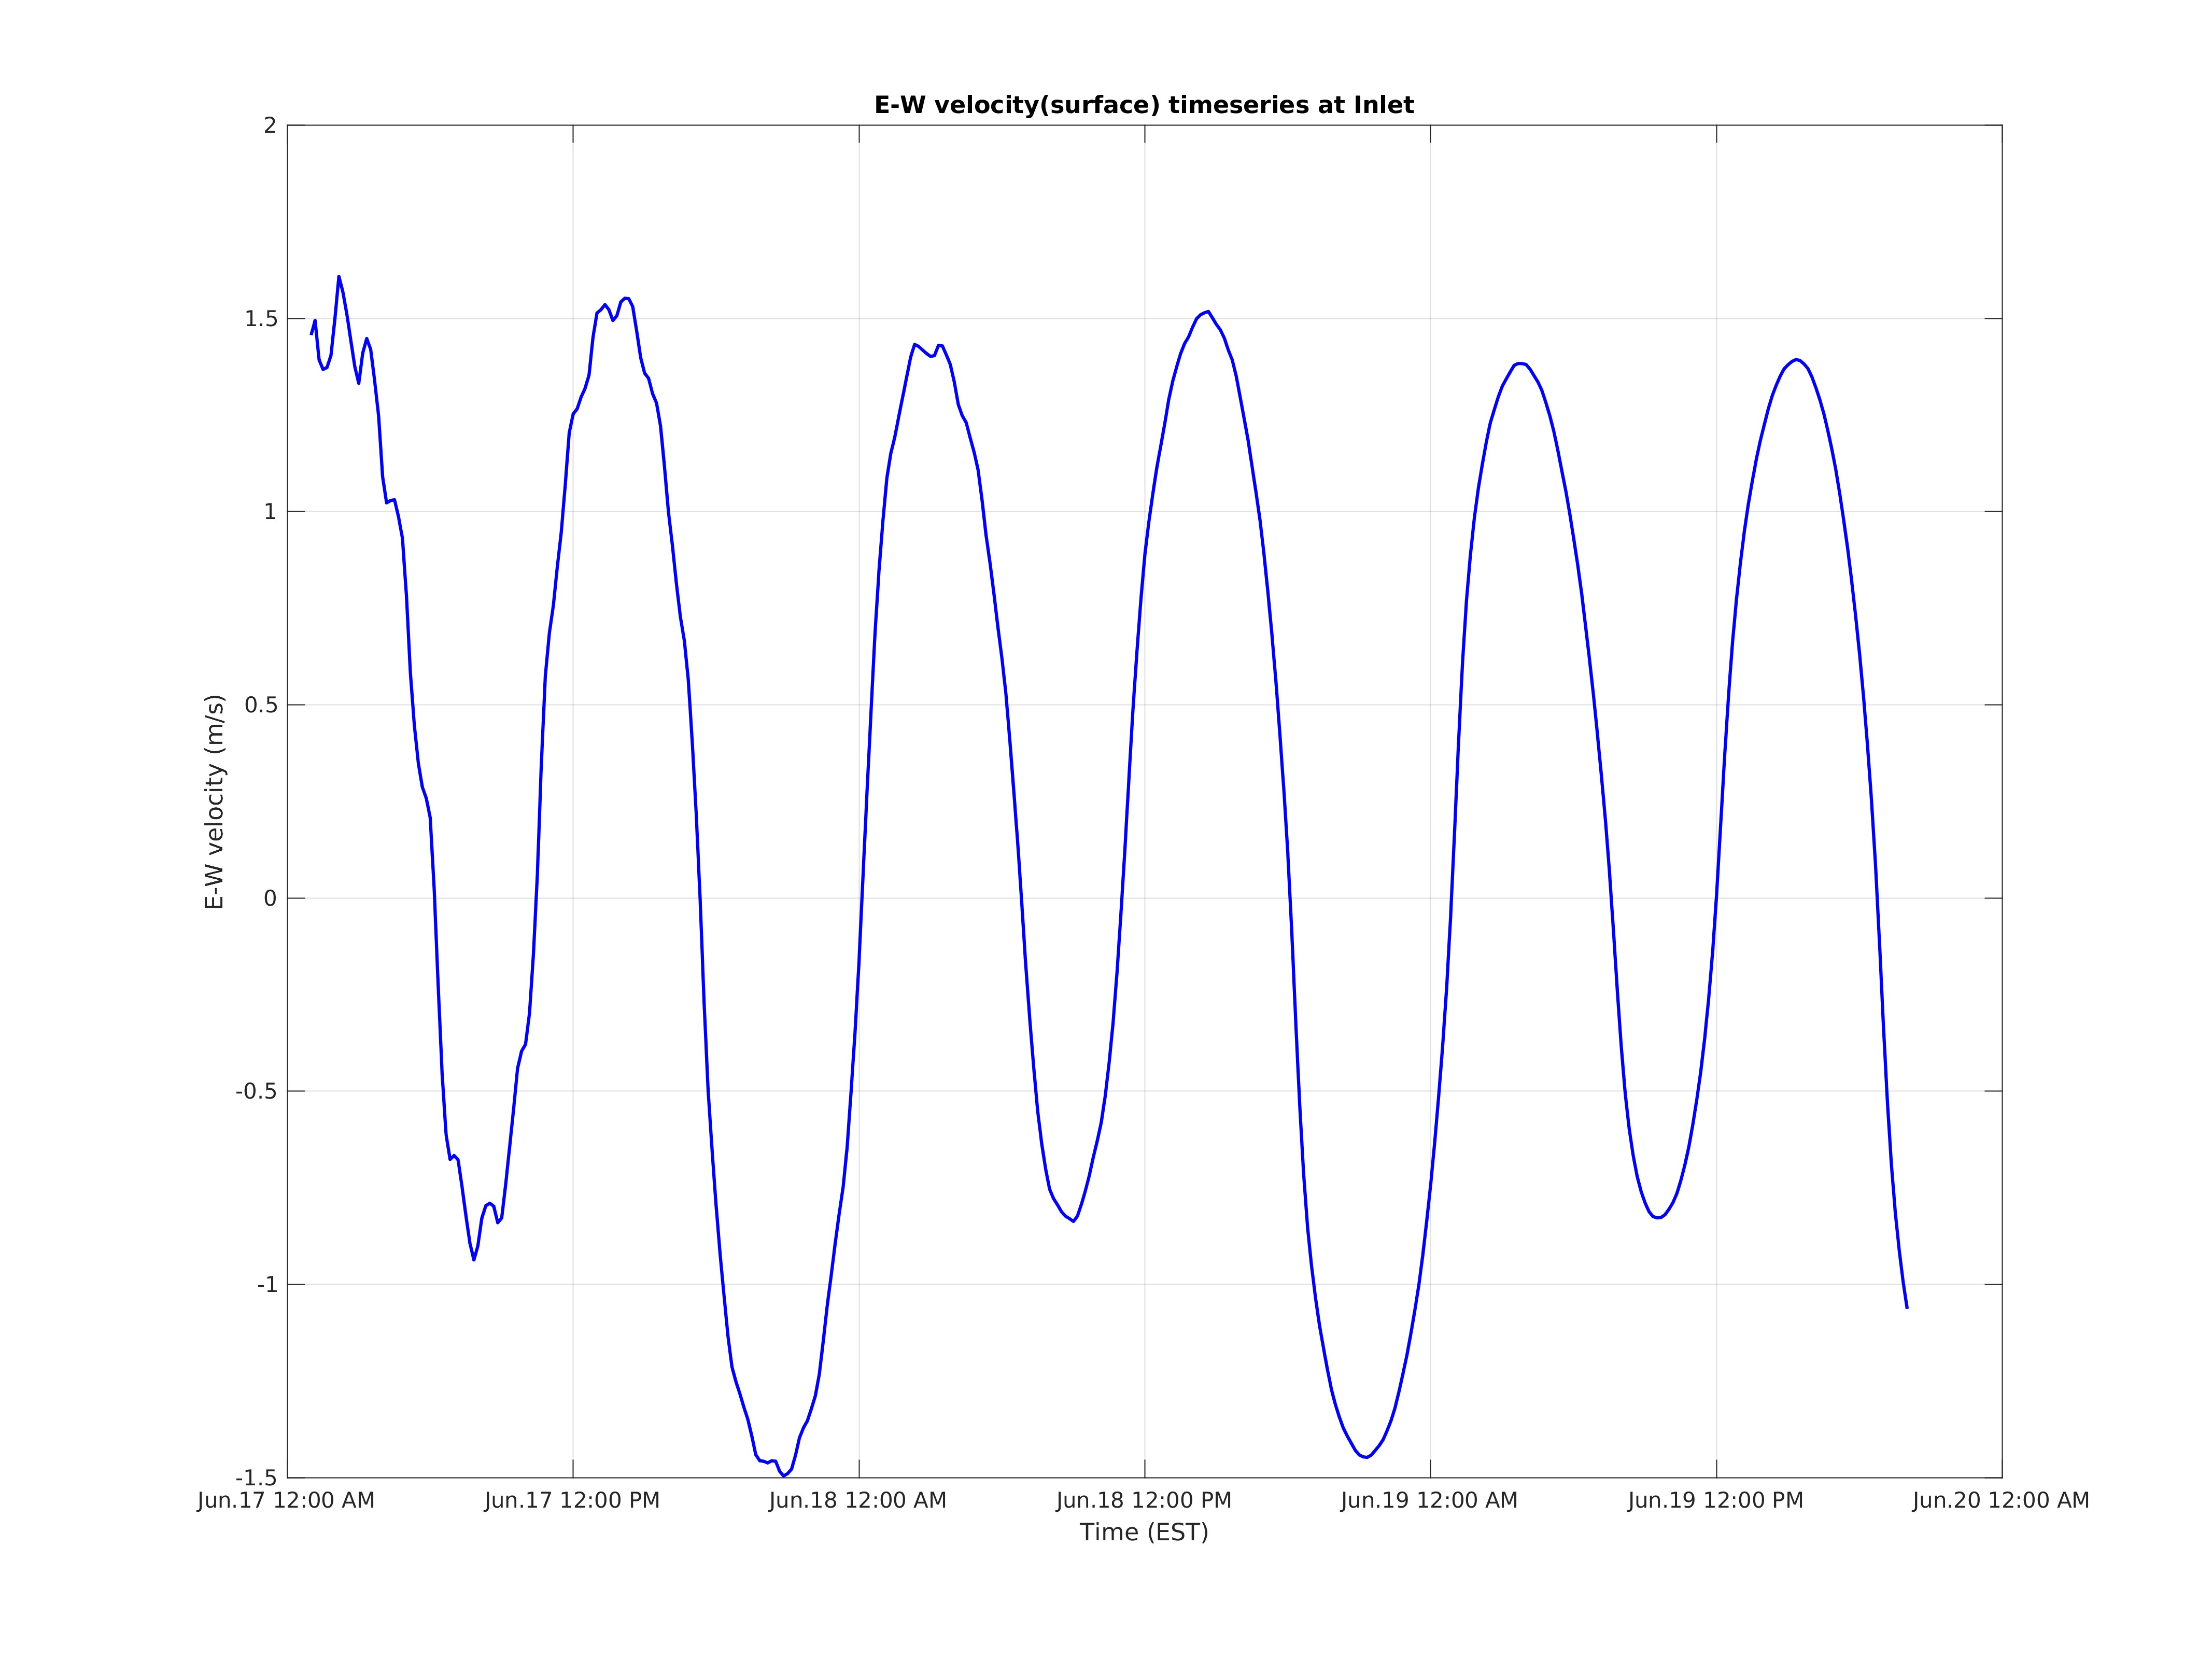 E-W velocity(surface) timeseries at Inlet
2
1.5
1
0.5
0
-0.5
-1
-1.5
E-W velocity (m/s)
Jun.17 12:00 AM
Jun.17 12:00 PM
Jun.18 12:00 AM
Jun.18 12:00 PM
Jun.19 12:00 AM
Jun.19 12:00 PM
Jun.20 12:00 AM
Time (EST)